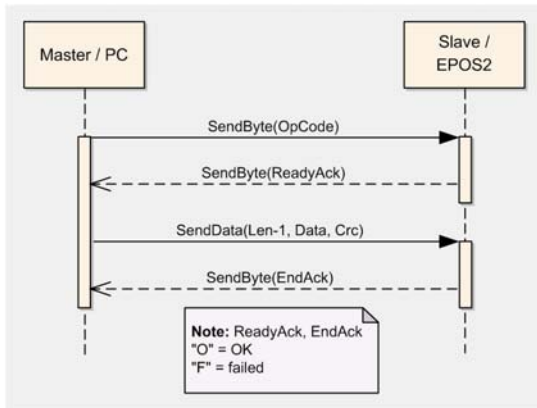 Master / PC
Slave /
EPOS2
SendByte(OpCode)
SendByte(ReadyAck)
SendData(Len-1, Data, Crc)
SendByte(EndAck)
Note: ReadyAck, EndAck
"O" = OK
"F" = failed